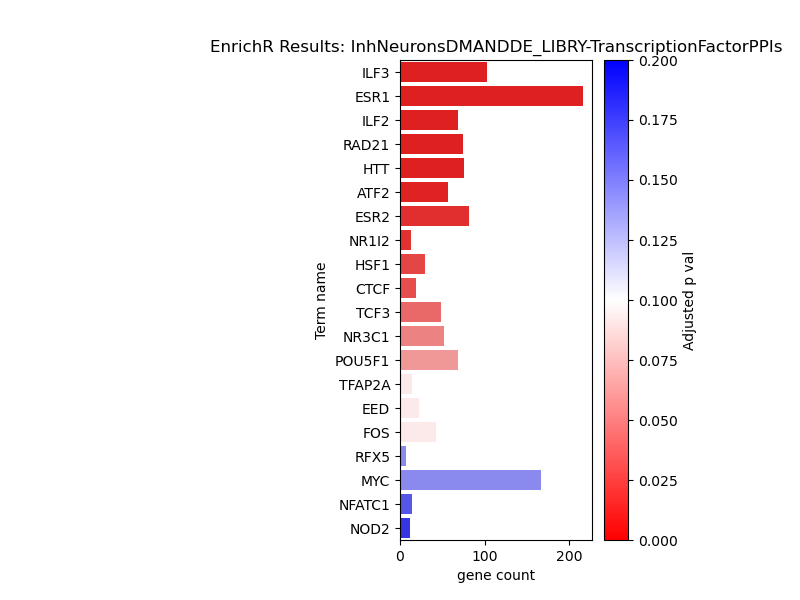 EnrichR Results: InhNeuronsDMANDDE_LIBRY-TranscriptionFactorPPIs
Term name
ILF3
ESR1
ILF2
RAD21
HTT
ATF2
ESR2
NR1I2
HSF1
CTCF
TCF3
NR3C1
POU5F1
TFAP2A
EED
FOS
RFX5
MYC
NFATC1
NOD2
0 100 200
gene count
0.200
0.175
0.150
0.125
0.100
0.075
0.050
0.025
0.000
Adjusted p val